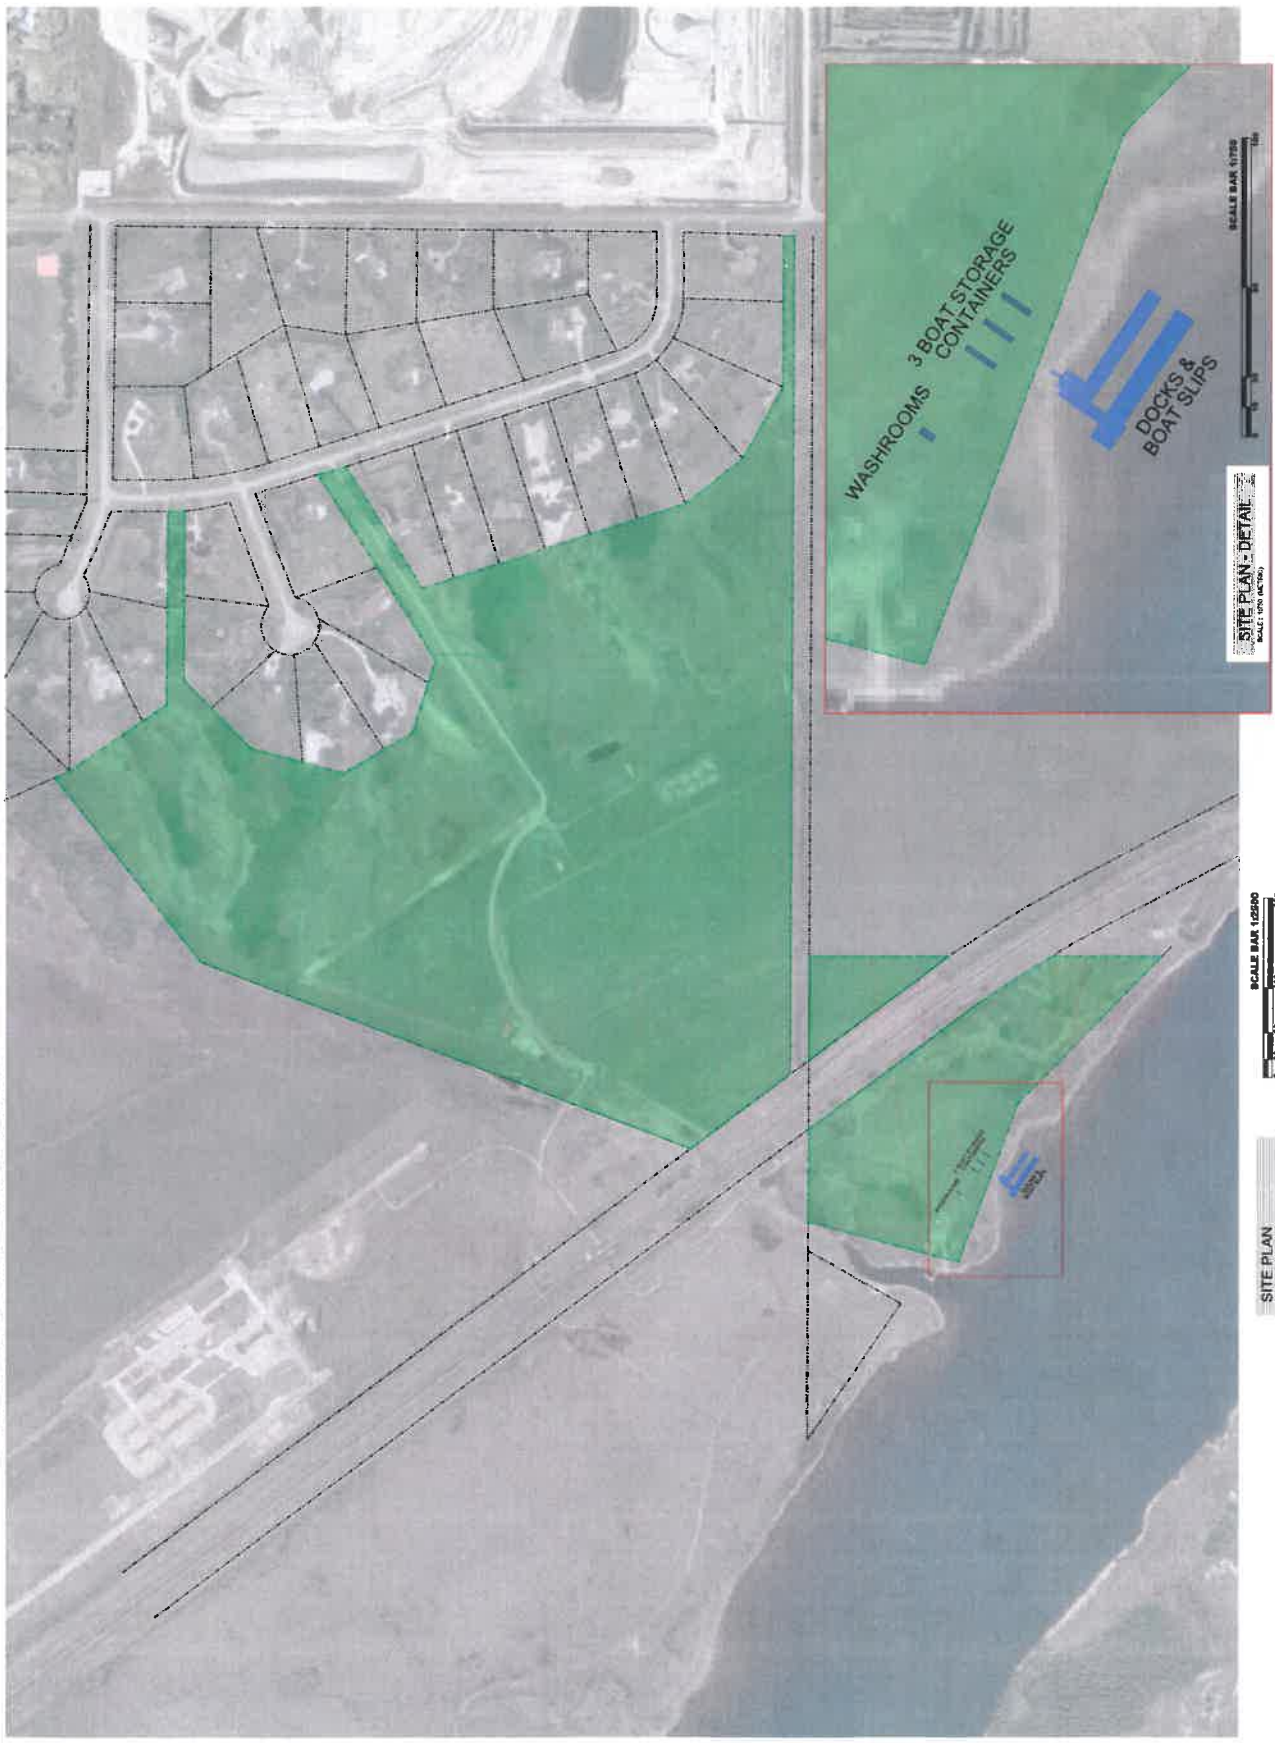 WASHROOMS
3 BOAT STORAGE
CONTAINERS
DOCKS &
BOAT SLIPS
SCALE BAR 1:750
SITE PLAN - DETAIL
SCALE BAR 1:2500
SITE PLAN